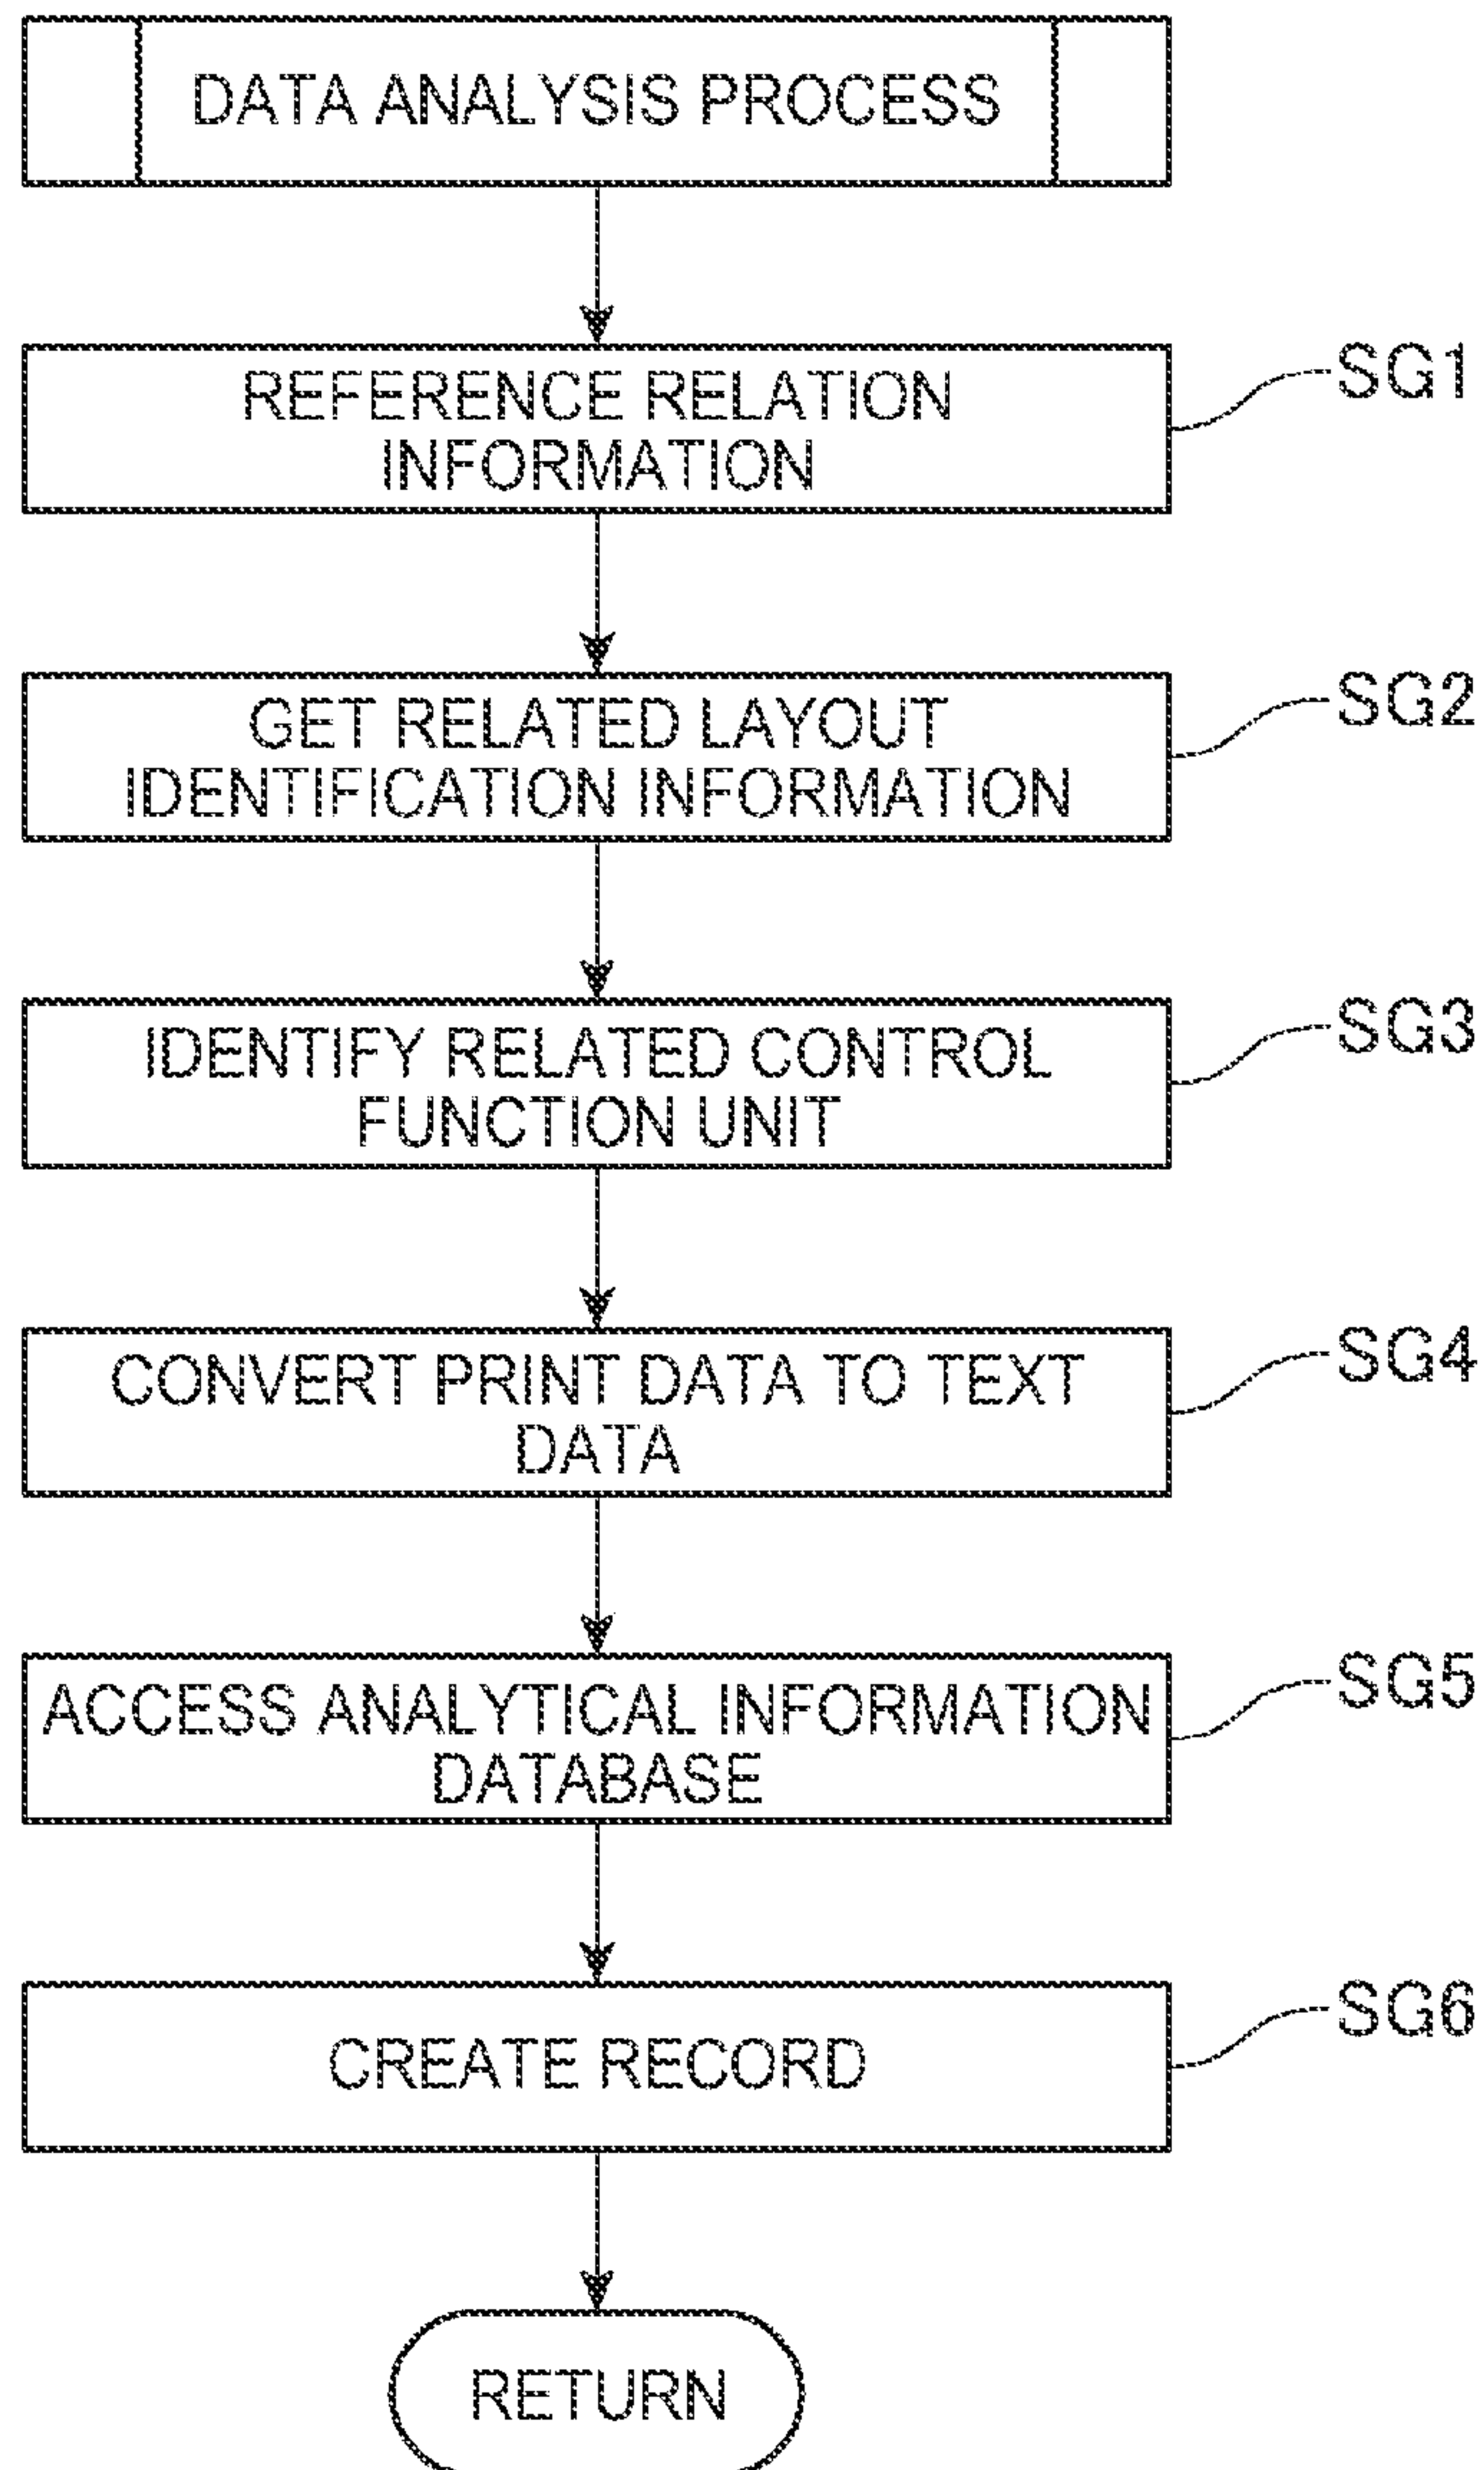 DATA ANALYSIS PROCESS
REFERENCE RELATION
INFORMATION
SG1
GET RELATED LAYOUT
IDENTIFICATION INFORMATION
SG2
IDENTIFY RELATED CONTROL
FUNCTION UNIT
SG3
CONVERT PRINT DATA TO TEXT
DATA
SG4
ACCESS ANALYTICAL INFORMATION
DATABASE
SG5
CREATE RECORD
SG6
RETURN